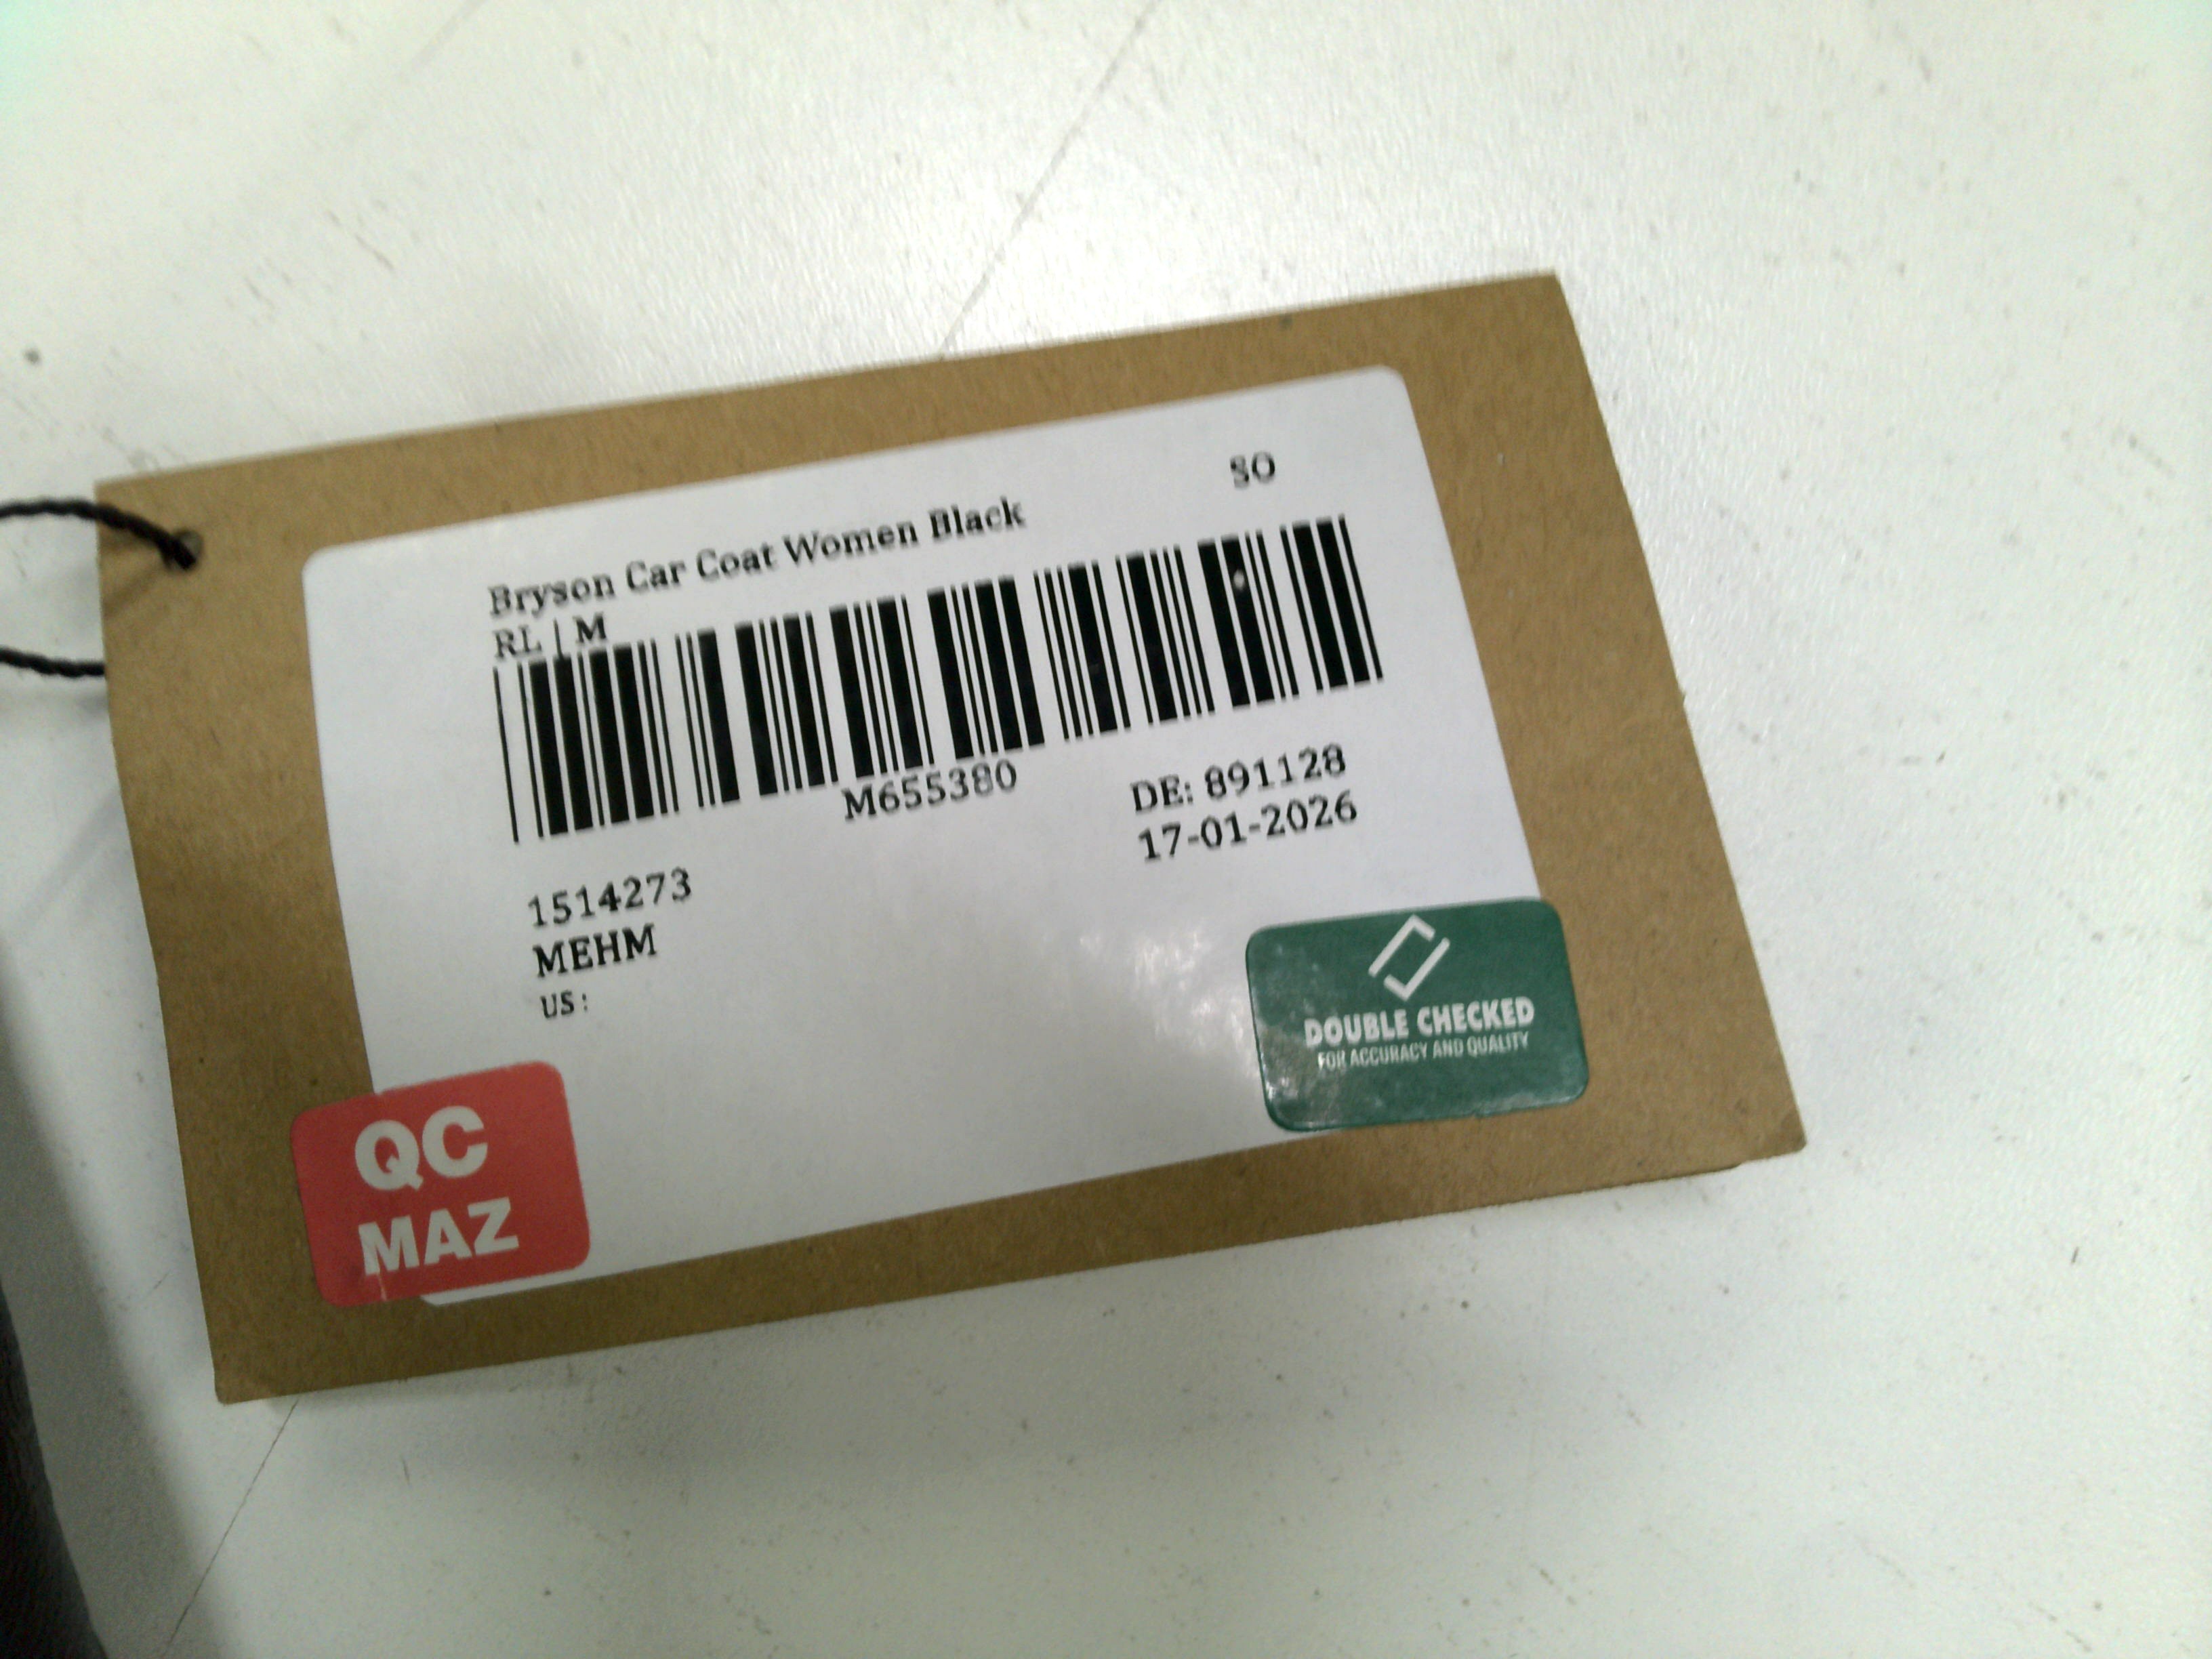 SO
Bryson Car Coat Women Black
RL | M
M655380
DE: 891128
17-01-2026
1514273
MEHM
US:
DOUBLE CHECKED
FOR ACCURACY AND QUALITY
QC
MAZ